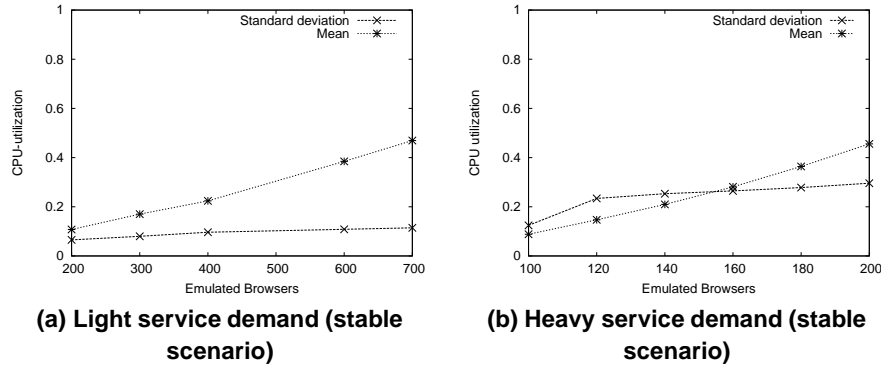 Standard deviation
Mean
CPU-utilization
1
0.8
0.6
0.4
0.2
0
200 300 400 500 600 700
Emulated Browsers
(a) Light service demand (stable
scenario)
Standard deviation
Mean
CPU utilization
1
0.8
0.6
0.4
0.2
0
100 120 140 160 180 200
Emulated Browsers
(b) Heavy service demand (stable
scenario)